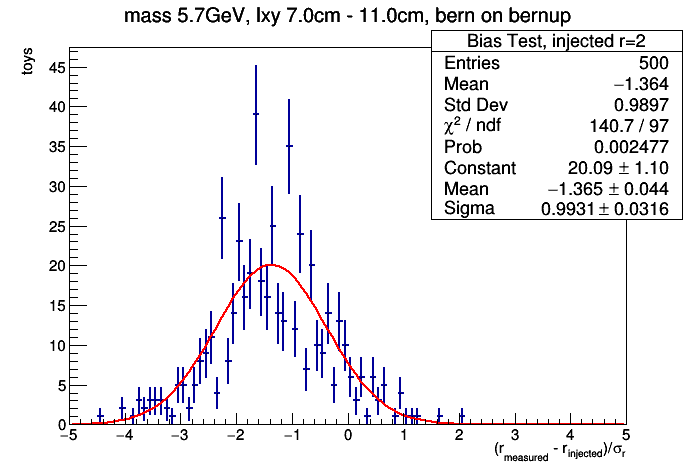 mass 5.7GeV, lxy 7.0cm - 11.0cm, bern on bernup
Bias Test, injected r=2
Entries 500
Mean −1.364
Std Dev 0.9897
χ² / ndf 140.7 / 97
Prob 0.002477
Constant 20.09 ± 1.10
Mean −1.365 ± 0.044
Sigma 0.9931 ± 0.0316
toys
45
40
35
30
25
20
15
10
5
0
−5 −4 −3 −2 −1 0 1 2 3 4 5
(r_measured - r_injected)/σ_r